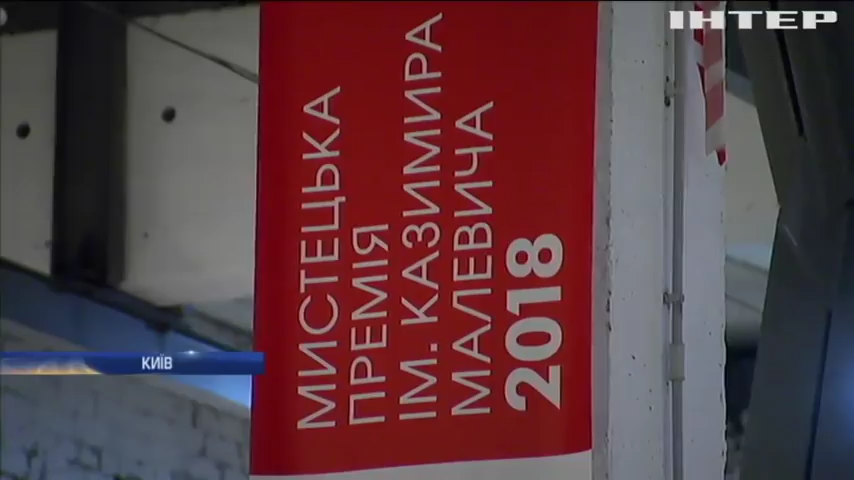 ІНТЕР
МИСТЕЦЬКА
ПРЕМІЯ
ІМ. КАЗИМИРА
МАЛЕВИЧА
2018
КИЇВ